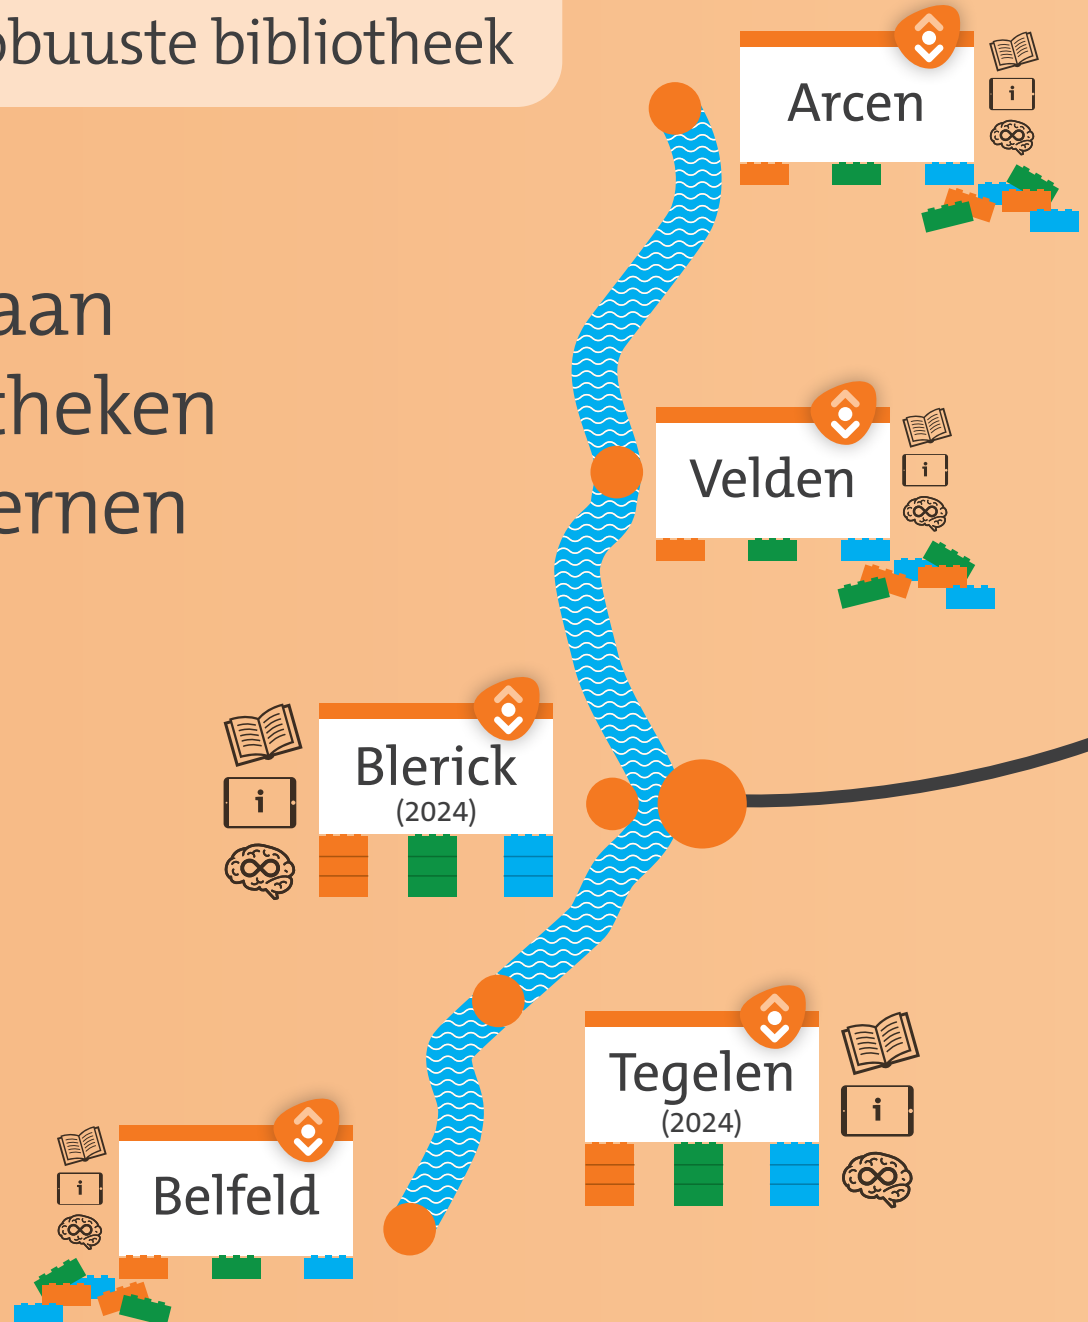 obuuste bibliotheek
Arcen
i
aan
theken
ernen
Velden
i
Blerick
(2024)
i
Tegelen
(2024)
i
Belfeld
i